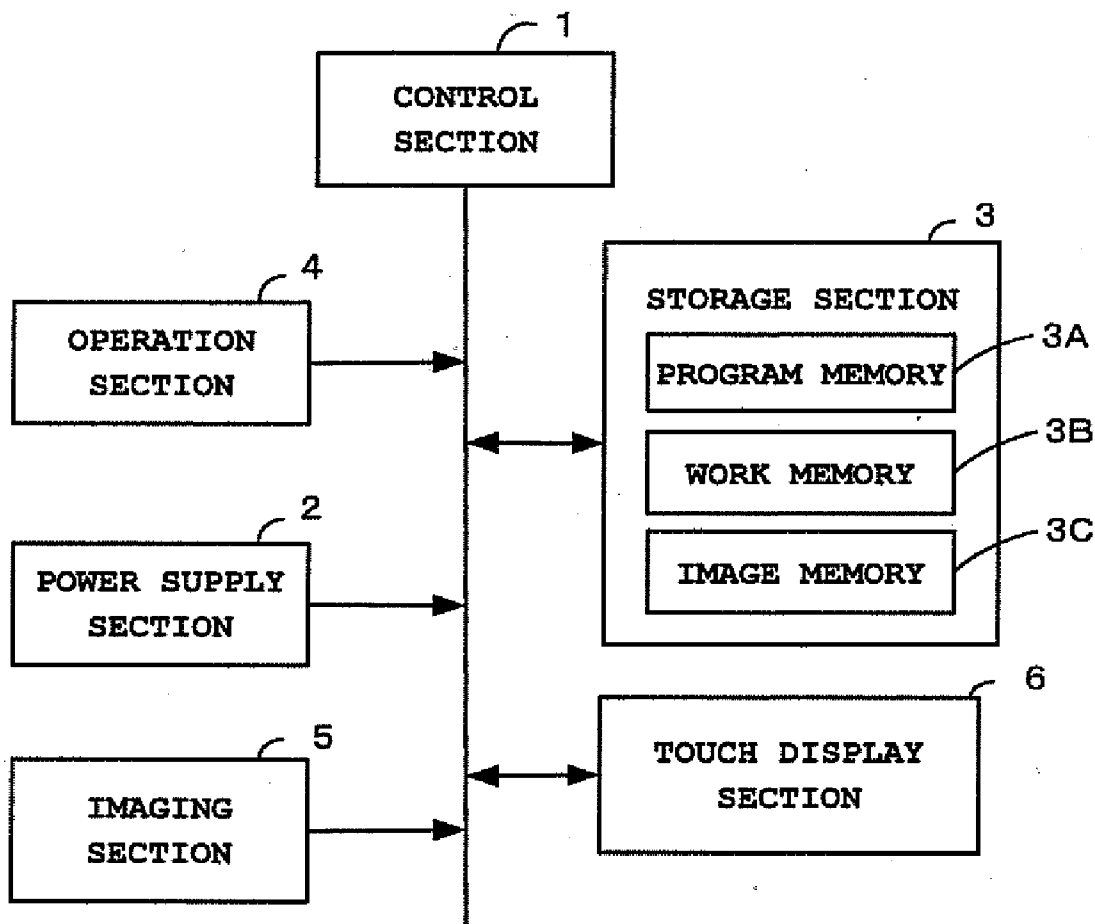 1
CONTROL
SECTION
3
4
STORAGE SECTION
OPERATION
SECTION
3A
PROGRAM MEMORY
3B
WORK MEMORY
2
3C
POWER SUPPLY
SECTION
IMAGE MEMORY
6
5
TOUCH DISPLAY
SECTION
IMAGING
SECTION